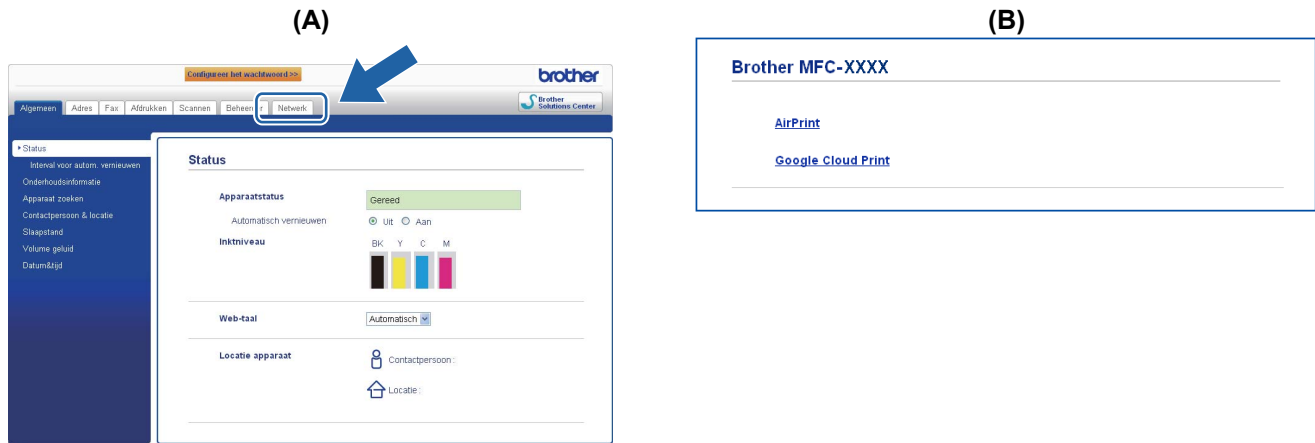 (A)
Configureer het wachtwoord >>
brother
Algemeen Adres Fax Afdrukken Scannen Netwerk
Brother
Solutions Center
Status
Interval voor autom. vernieuwen
Onderhoudsinformatie
Apparaat zoeken
Contactpersoon & locatie
Slaapstand
Volume geluid
Datum&tijd
Status
Apparaatstatus Gereed
Automatisch vernieuwen Uit Aan
Inktniveau BK Y C M
Web-taal Automatisch
Locatie apparaat Contactpersoon :
Locatie :
(B)
Brother MFC-XXXX
AirPrint
Google Cloud Print